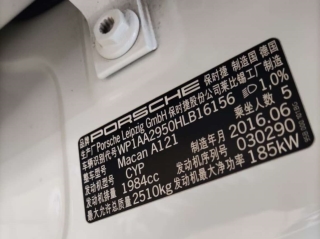 品牌 PORSCHE 保时捷 制造国 德国
生产厂 Porsche Leipzig GmbH 保时捷股份公司莱比锡工厂
车辆识别代号 WP1AA2950HLB16156 1.0%
整车型号 Macan A121 乘坐人数 5
发动机型号 CYP 制造年月 2016.06
发动机排量 1984cc 发动机序列号 030290
最大允许总质量 2510kg 发动机最大净功率 185kW